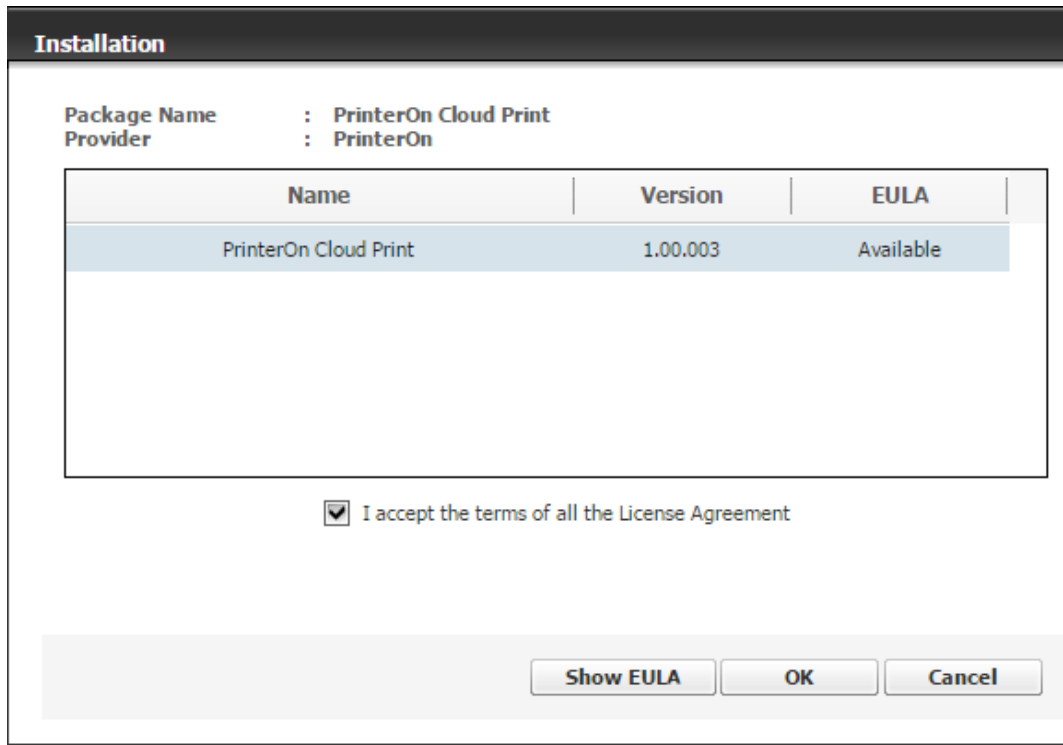 Installation
Package Name : PrinterOn Cloud Print
Provider : PrinterOn
Name Version EULA
PrinterOn Cloud Print 1.00.003 Available
I accept the terms of all the License Agreement
Show EULA OK Cancel